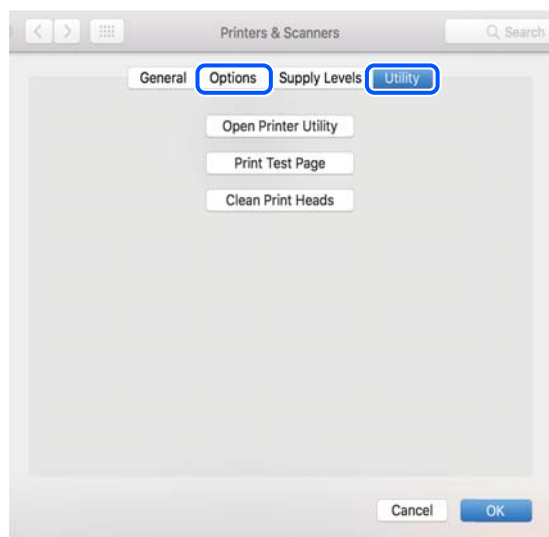 Printers & Scanners Search
General Options Supply Levels Utility
Open Printer Utility
Print Test Page
Clean Print Heads
Cancel OK